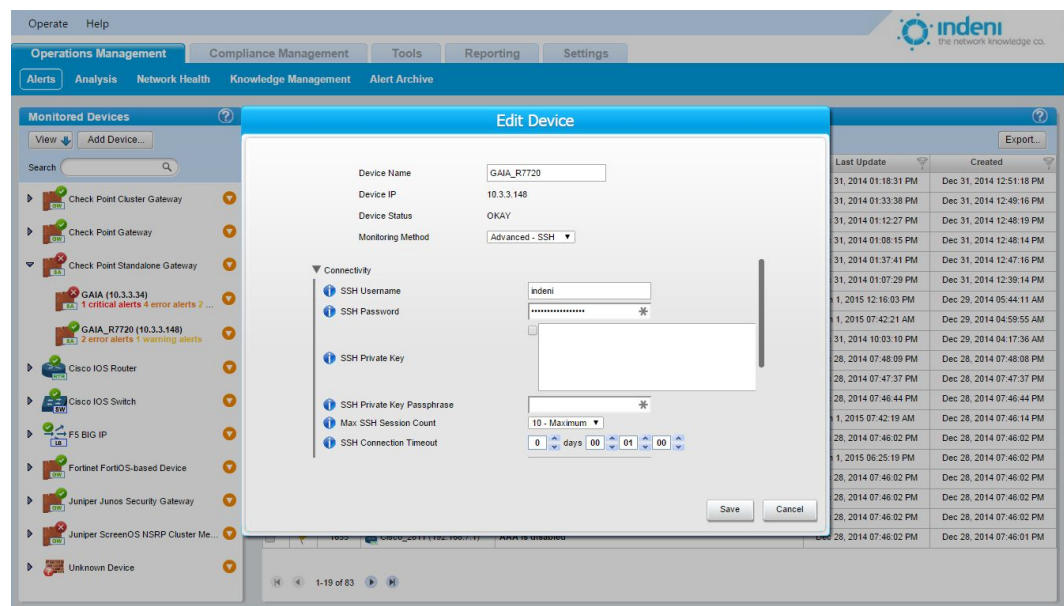 Operate Help
indeni
the network knowledge co.
Operations Management Compliance Management Tools Reporting Settings
Alerts Analysis Network Health Knowledge Management Alert Archive
Monitored Devices
View Add Device...
Search
Check Point Cluster Gateway
Check Point Gateway
Check Point Standalone Gateway
GAIA (10.3.3.34)
1 critical alerts 4 error alerts 2 ...
GAIA_R7720 (10.3.3.148)
2 error alerts 1 warning alerts
Cisco IOS Router
Cisco IOS Switch
F5 BIG IP
Fortinet FortiOS-based Device
Juniper Junos Security Gateway
Juniper ScreenOS NSRP Cluster Me...
Unknown Device
Edit Device
Device Name GAIA_R7720
Device IP 10.3.3.148
Device Status OKAY
Monitoring Method Advanced - SSH
Connectivity
SSH Username indeni
SSH Password
SSH Private Key
SSH Private Key Passphrase
Max SSH Session Count 10 - Maximum
SSH Connection Timeout 0 days 00 01 00
Save Cancel
Export...
Last Update Created
31, 2014 01:18:31 PM Dec 31, 2014 12:51:18 PM
31, 2014 01:33:38 PM Dec 31, 2014 12:49:16 PM
31, 2014 01:12:27 PM Dec 31, 2014 12:48:19 PM
31, 2014 01:08:15 PM Dec 31, 2014 12:48:14 PM
31, 2014 01:37:41 PM Dec 31, 2014 12:47:16 PM
31, 2014 01:07:29 PM Dec 31, 2014 12:39:14 PM
1, 2015 12:16:03 PM Dec 29, 2014 05:44:11 AM
1, 2015 07:42:21 AM Dec 29, 2014 04:59:55 AM
31, 2014 10:03:10 PM Dec 29, 2014 04:17:36 AM
28, 2014 07:48:09 PM Dec 28, 2014 07:48:08 PM
28, 2014 07:47:37 PM Dec 28, 2014 07:47:37 PM
28, 2014 07:46:44 PM Dec 28, 2014 07:46:44 PM
1, 2015 07:42:19 AM Dec 28, 2014 07:46:14 PM
28, 2014 07:46:02 PM Dec 28, 2014 07:46:02 PM
1, 2015 06:25:19 PM Dec 28, 2014 07:46:02 PM
28, 2014 07:46:02 PM Dec 28, 2014 07:46:02 PM
28, 2014 07:46:02 PM Dec 28, 2014 07:46:02 PM
28, 2014 07:46:02 PM Dec 28, 2014 07:46:02 PM
28, 2014 07:46:02 PM Dec 28, 2014 07:46:01 PM
1-19 of 83